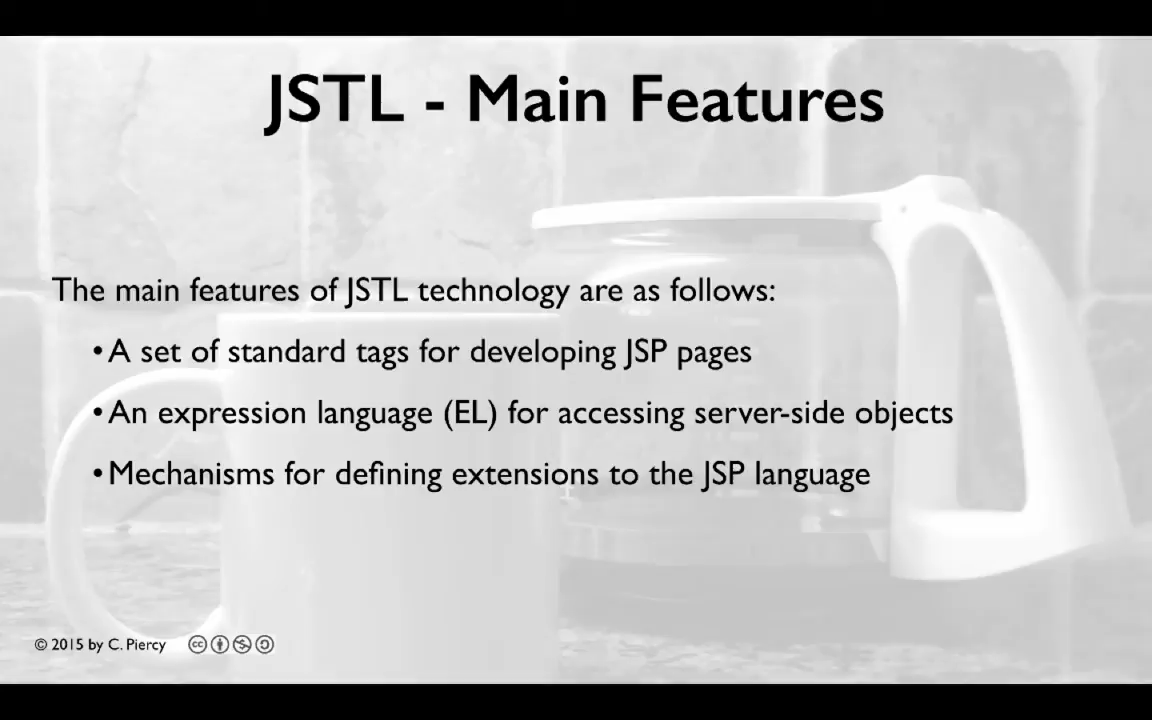 JSTL - Main Features
The main features of JSTL technology are as follows:
•A set of standard tags for developing JSP pages
•An expression language (EL) for accessing server-side objects
•Mechanisms for defining extensions to the JSP language
© 2015 by C. Piercy cc